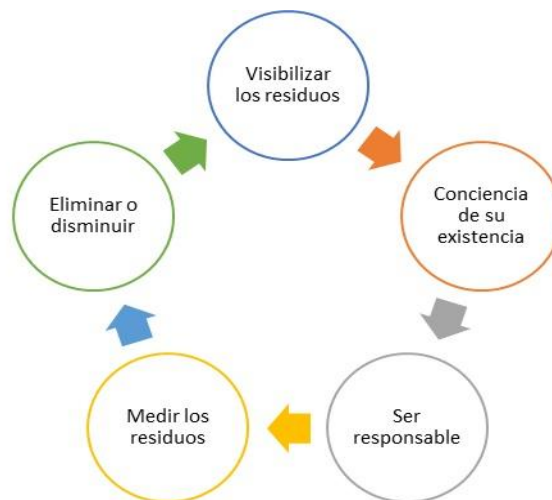 Visibilizar
los residuos
Conciencia
de su
existencia
Ser
responsable
Medir los
residuos
Eliminar o
disminuir